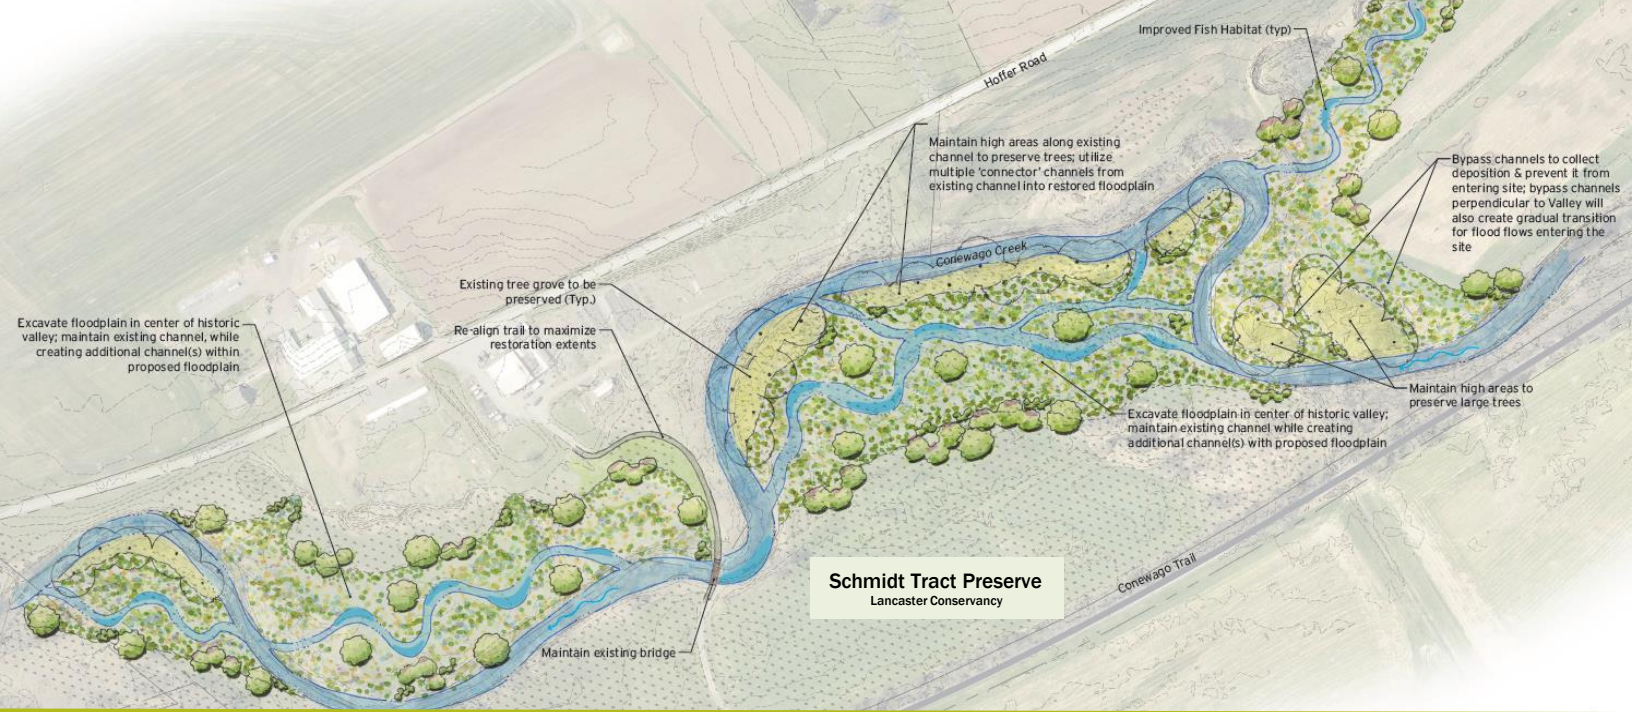 Improved Fish Habitat (typ)
Hoffer Road
Maintain high areas along existing
channel to preserve trees; utilize
multiple 'connector' channels from
existing channel into restored floodplain
Bypass channels to collect
deposition & prevent it from
entering site; bypass channels
perpendicular to Valley will
also create gradual transition
for flood flows entering the
site
Conewago Creek
Existing tree grove to be
preserved (Typ.)
Re-align trail to maximize
restoration extents
Excavate floodplain in center of historic
valley; maintain existing channel, while
creating additional channel(s) within
proposed floodplain
Maintain high areas to
preserve large trees
Excavate floodplain in center of historic valley;
maintain existing channel while creating
additional channel(s) with proposed floodplain
Schmidt Tract Preserve
Lancaster Conservancy
Conewago Trail
Maintain existing bridge